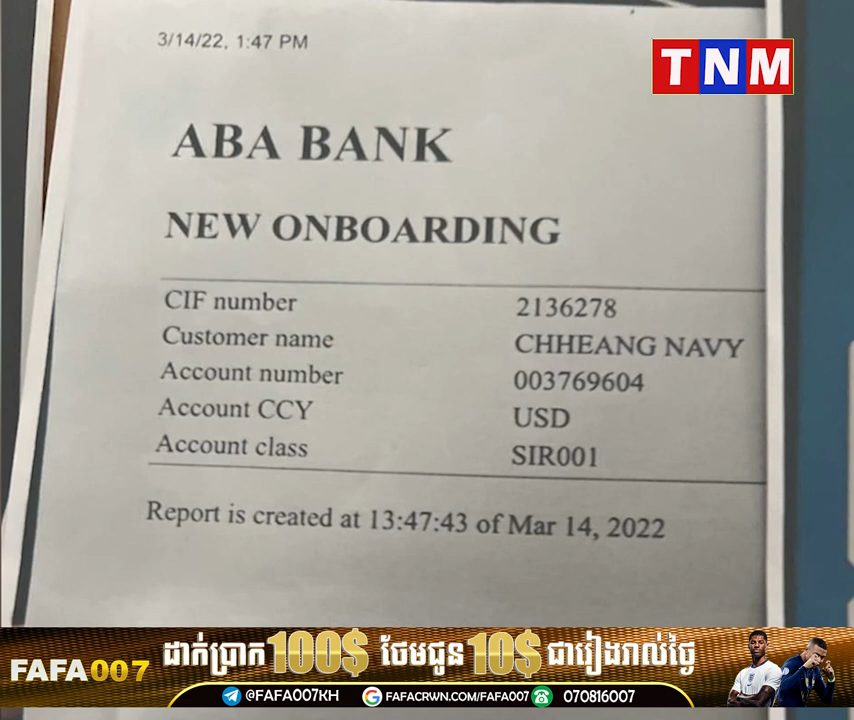 3/14/22, 1:47 PM
TNM
ABA BANK
NEW ONBOARDING
CIF number 2136278
Customer name CHHEANG NAVY
Account number 003769604
Account CCY USD
Account class SIR001
Report is created at 13:47:43 of Mar 14, 2022
FAFA007 ដាក់ប្រាក់ 100$ ថែមជូន 10$ ជារៀងរាល់ថ្ងៃ
@FAFA007KH FAFACRWN.COM/FAFA007 070816007